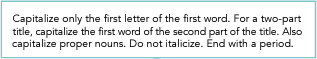 Capitalize only the first letter of the first word. For a two-part
title, capitalize the first word of the second part of the title. Also
capitalize proper nouns. Do not italicize. End with a period.